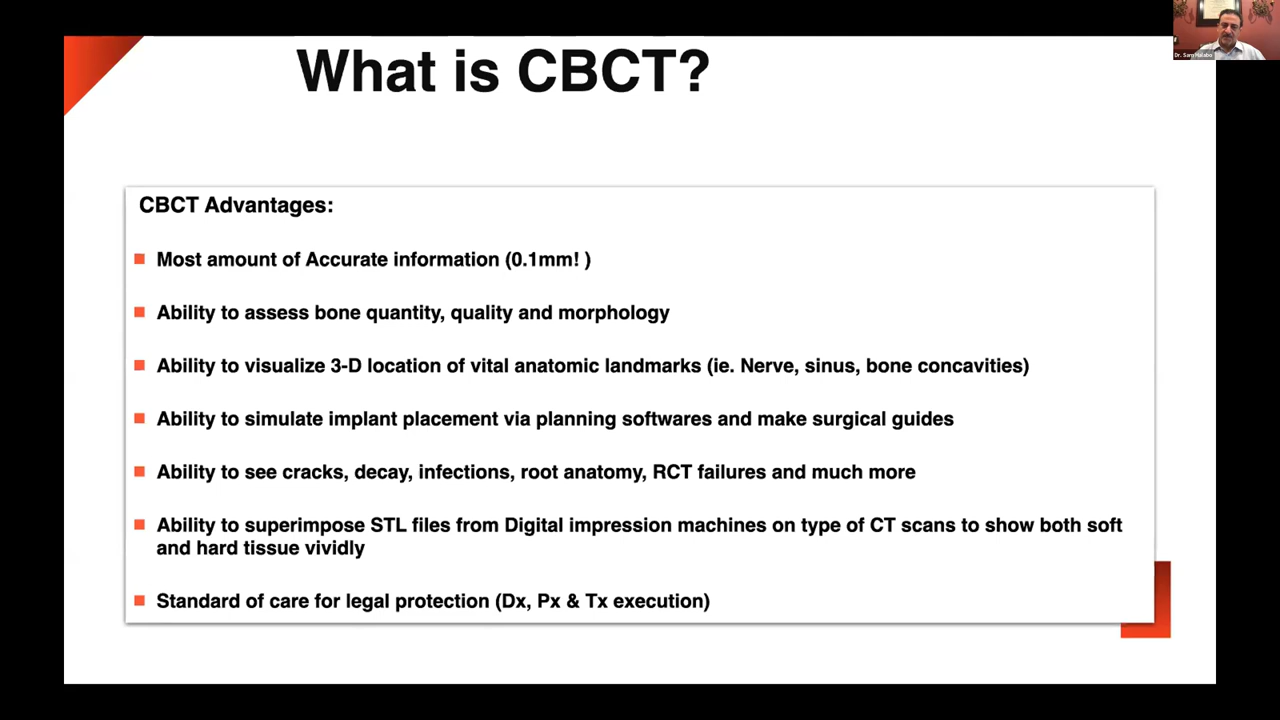 What is CBCT?
Dr. Sam Halabo
CBCT Advantages:
Most amount of Accurate information (0.1mm! )
Ability to assess bone quantity, quality and morphology
Ability to visualize 3-D location of vital anatomic landmarks (ie. Nerve, sinus, bone concavities)
Ability to simulate implant placement via planning softwares and make surgical guides
Ability to see cracks, decay, infections, root anatomy, RCT failures and much more
Ability to superimpose STL files from Digital impression machines on type of CT scans to show both soft
and hard tissue vividly
Standard of care for legal protection (Dx, Px & Tx execution)